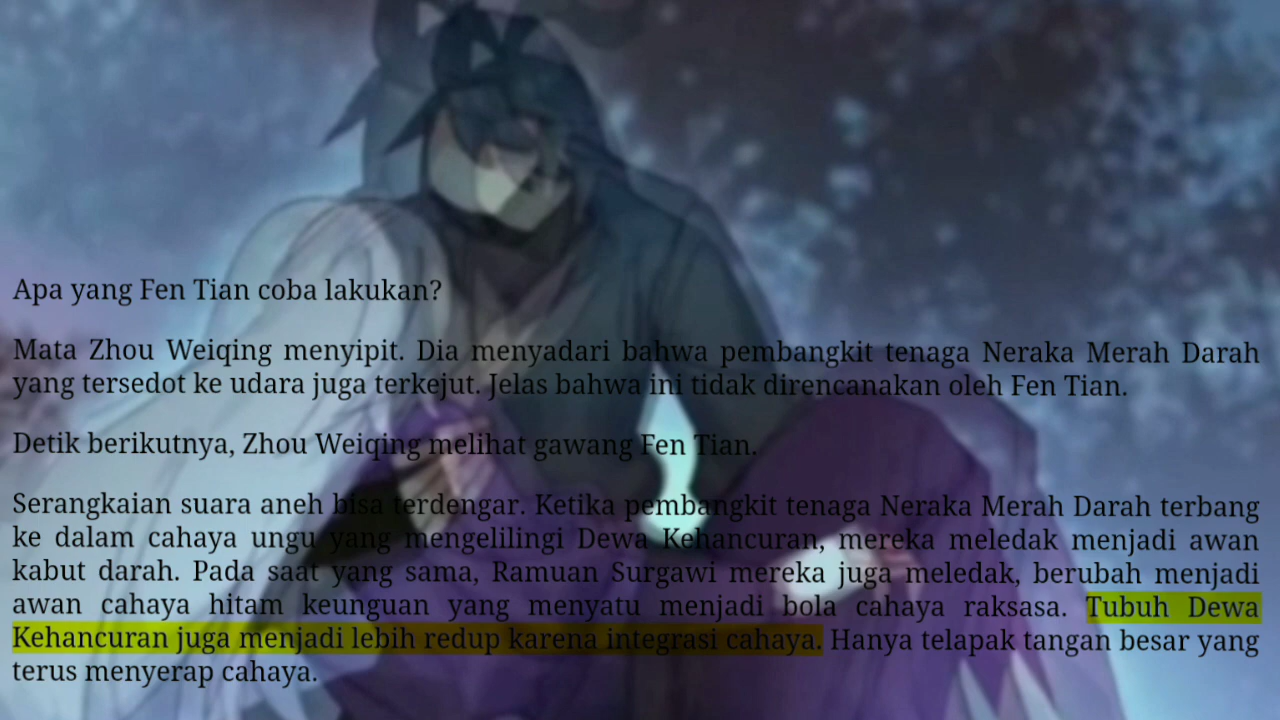 Apa yang Fen Tian coba lakukan?
Mata Zhou Weiqing menyipit. Dia menyadari bahwa pembangkit tenaga Neraka Merah Darah
yang tersedot ke udara juga terkejut. Jelas bahwa ini tidak direncanakan oleh Fen Tian.
Detik berikutnya, Zhou Weiqing melihat gawang Fen Tian.
Serangkaian suara aneh bisa terdengar. Ketika pembangkit tenaga Neraka Merah Darah terbang
ke dalam cahaya ungu yang mengelilingi Dewa Kehancuran, mereka meledak menjadi awan
kabut darah. Pada saat yang sama, Ramuan Surgawi mereka juga meledak, berubah menjadi
awan cahaya hitam keunguan yang menyatu menjadi bola cahaya raksasa. Tubuh Dewa
Kehancuran juga menjadi lebih redup karena integrasi cahaya. Hanya telapak tangan besar yang
terus menyerap cahaya.